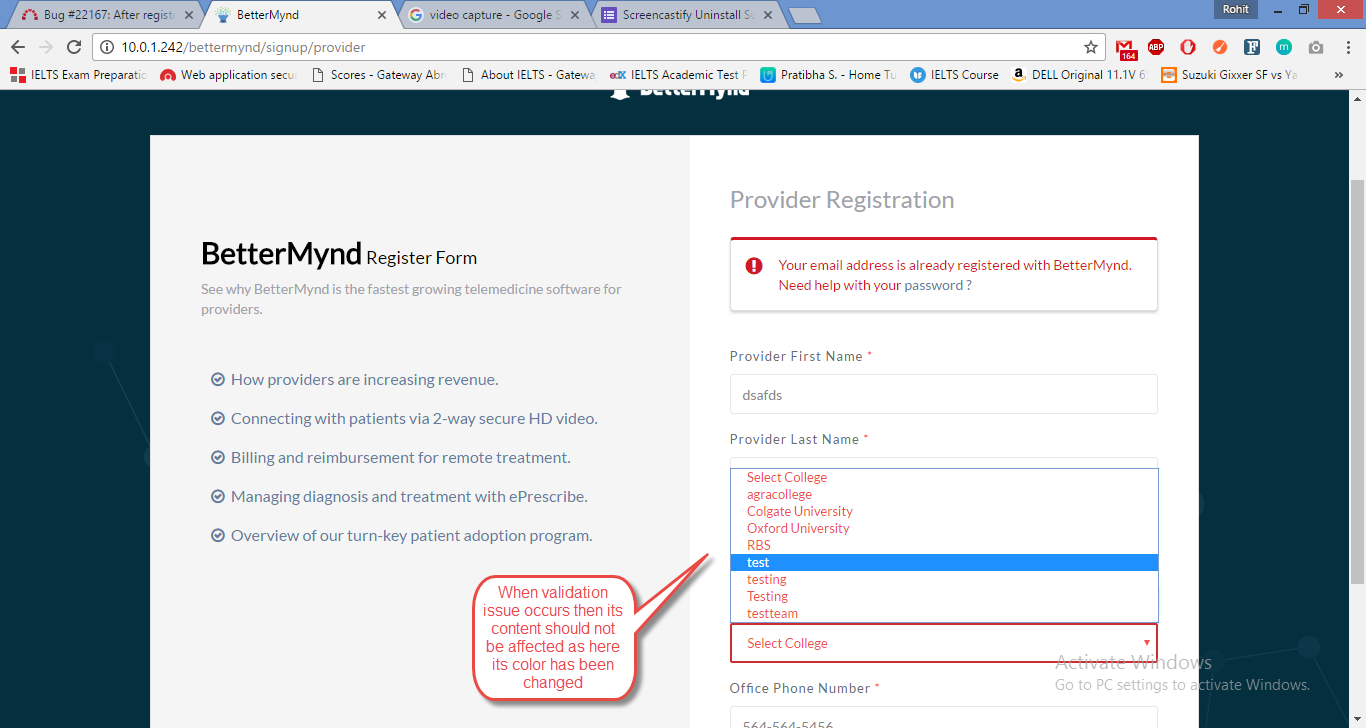 Bug #22167: After registr
BetterMynd
video capture - Google S
Screencastify Uninstall Su
Rohit
10.0.1.242/bettermynd/signup/provider
164
ABP
IELTS Exam Preparatio
Web application secu
Scores - Gateway Abr
About IELTS - Gatewa
edX IELTS Academic Test P
Pratibha S. - Home Tu
IELTS Course
DELL Original 11.1V 6
Suzuki Gixxer SF vs Ya
BetterMynd
Provider Registration
BetterMynd Register Form
See why BetterMynd is the fastest growing telemedicine software for
providers.
How providers are increasing revenue.
Connecting with patients via 2-way secure HD video.
Billing and reimbursement for remote treatment.
Managing diagnosis and treatment with ePrescribe.
Overview of our turn-key patient adoption program.
Your email address is already registered with BetterMynd.
Need help with your password ?
Provider First Name *
dsafds
Provider Last Name *
Select College
agracollege
Colgate University
Oxford University
RBS
test
testing
Testing
testteam
Select College
When validation
issue occurs then its
content should not
be affected as here
its color has been
changed
Office Phone Number *
564-564-5456
Activate Windows
Go to PC settings to activate Windows.